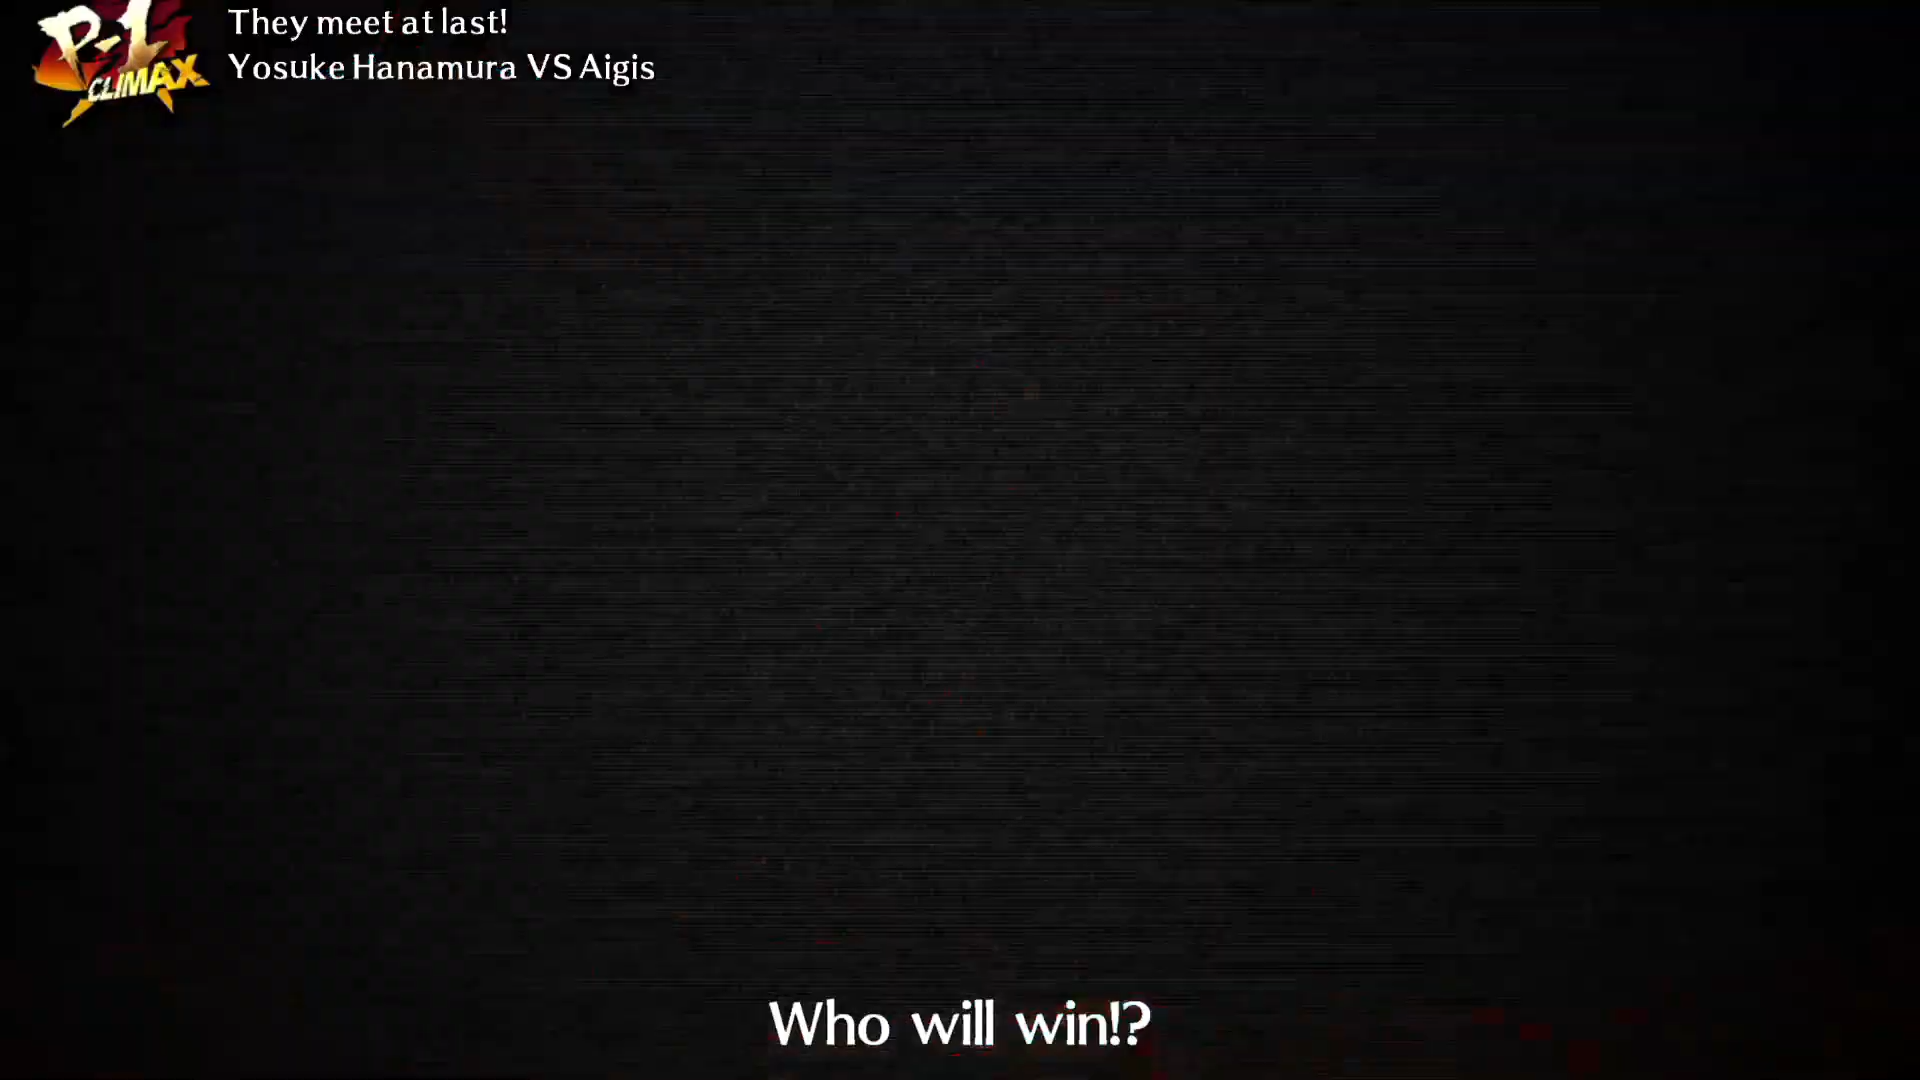 P-1
CLIMAX
They meet at last!
Yosuke Hanamura VS Aigis
Who will win!?